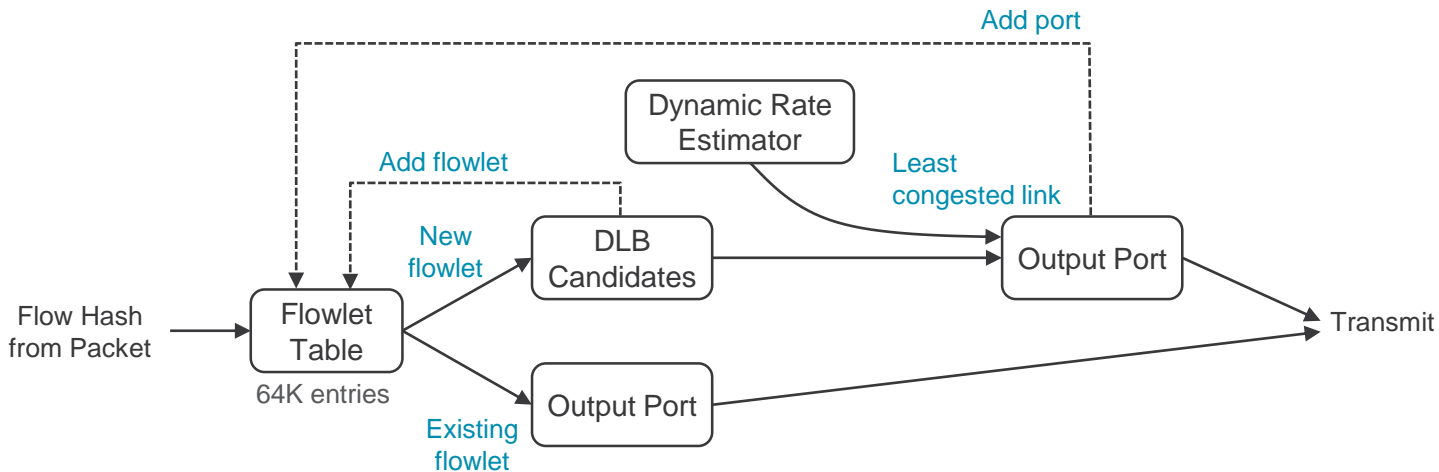 Add port
Dynamic Rate
Estimator
Add flowlet
Least
congested link
New
flowlet
DLB
Candidates
Output Port
Flow Hash
from Packet
Flowlet
Table
64K entries
Transmit
Output Port
Existing
flowlet